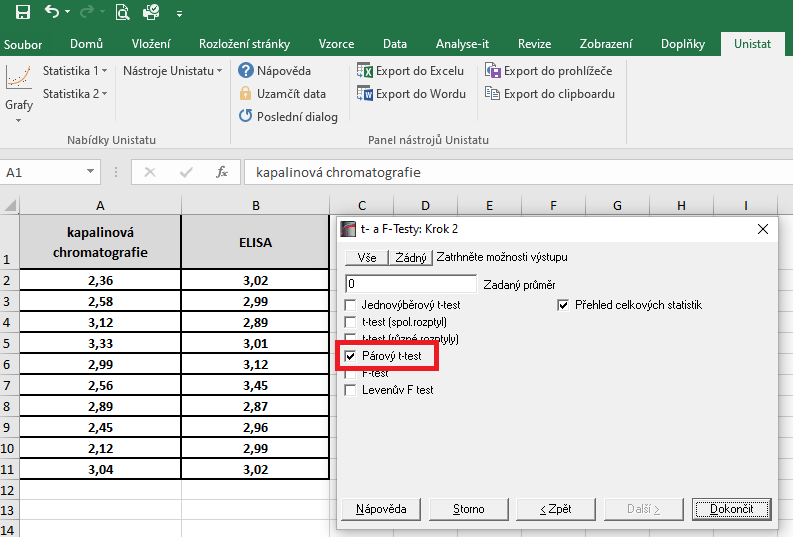 Soubor Domů Vložení Rozložení stránky Vzorce Data Analyse-it Revize Zobrazení Doplňky Unistat
Grafy
Statistika 1
Statistika 2
Nástroje Unistatu
Nabídky Unistatu
Nápověda
Uzamčít data
Poslední dialog
Export do Excelu
Export do Wordu
Export do prohlížeče
Export do clipboardu
Panel nástrojů Unistatu
A1 fx kapalinová chromatografie
A B C D E F G H I
1 kapalinová
chromatografie ELISA
2 2,36 3,02
3 2,58 2,99
4 3,12 2,89
5 3,33 3,01
6 2,99 3,12
7 2,56 3,45
8 2,89 2,87
9 2,45 2,96
10 2,12 2,99
11 3,04 3,02
12
13
14
t- a F-Testy: Krok 2
Vše Žádný Zatrhněte možnosti výstupu
0 Zadaný průměr
Jednovýběrový t-test
Přehled celkových statistik
t-test (spol.rozptyl)
t-test (různé rozptyly)
Párový t-test
F-test
Levenův F test
Nápověda Storno < Zpět Další > Dokončit